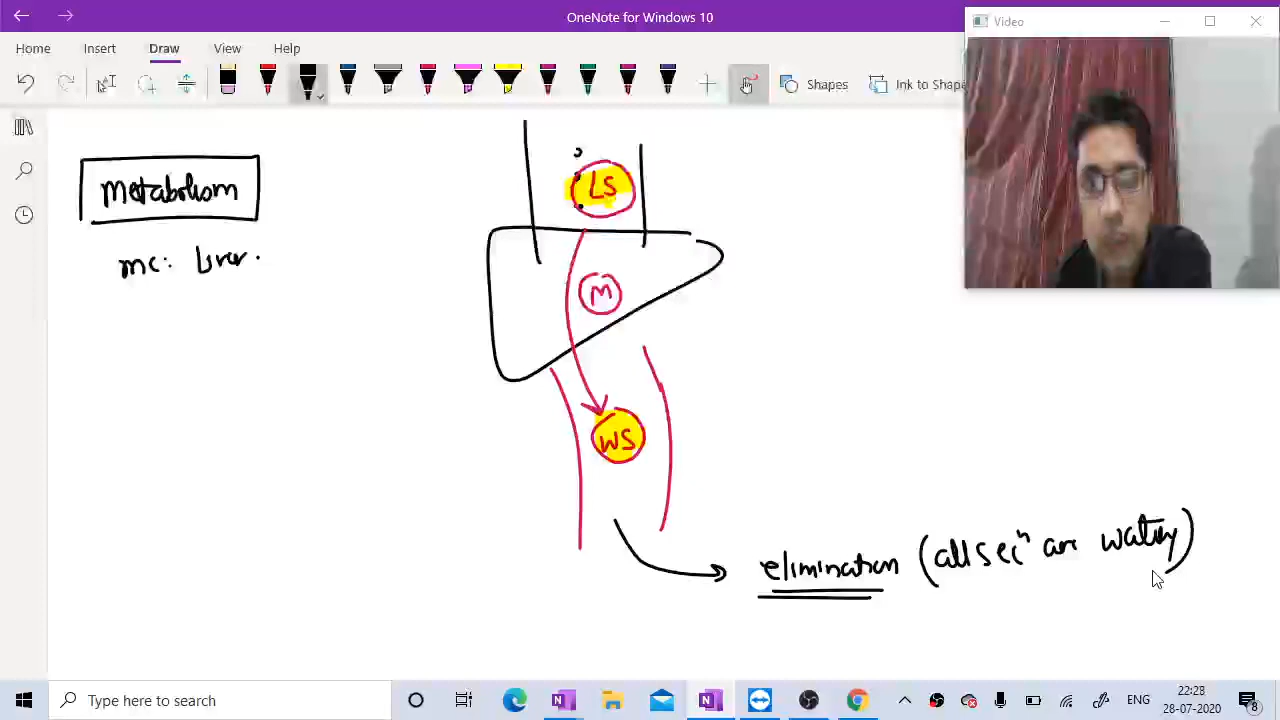 OneNote for Windows 10
Video
Home Insert Draw View Help
Shapes
Ink to Shape
Metabolism
LS
mc: Liver.
M
WS
elimination (all secⁿ are watery)
Type here to search
ENG
22:28
28-07-2020
8